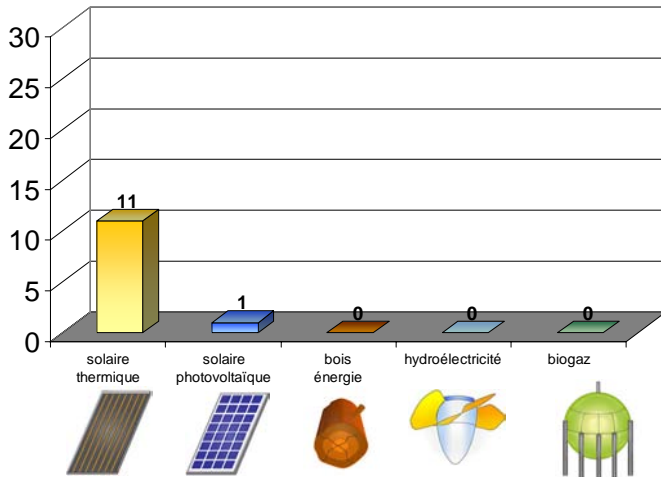 30
25
20
15
10
5
0
11
1
0
0
0
solaire
thermique
solaire
photovoltaïque
bois
énergie
hydroélectricité
biogaz